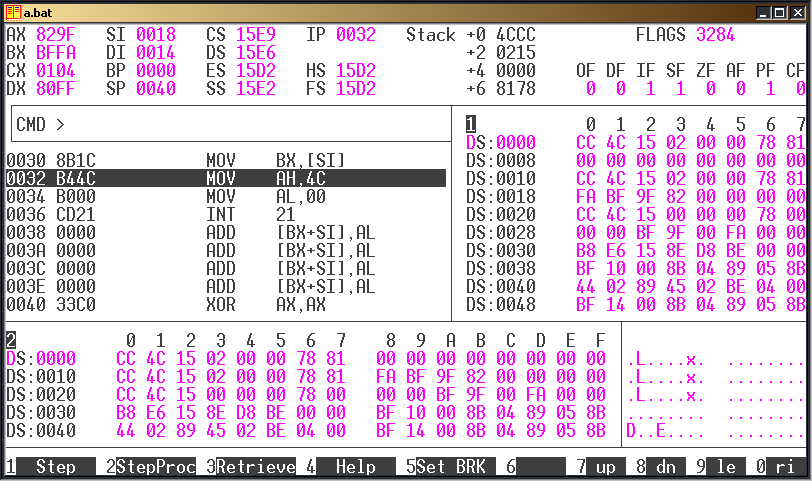 a.bat
AX 829F SI 0018 CS 15E9 IP 0032 Stack +0 4CCC FLAGS 3284
BX BFFA DI 0014 DS 15E6 +2 0215
CX 0104 BP 0000 ES 15D2 HS 15D2 +4 0000 OF DF IF SF ZF AF PF CF
DX 80FF SP 0040 SS 15E2 FS 15D2 +6 8178 0 0 1 1 0 0 1 0
CMD >
1 0 1 2 3 4 5 6 7
DS:0000 CC 4C 15 02 00 00 78 81
DS:0008 00 00 00 00 00 00 00 00
DS:0010 CC 4C 15 02 00 00 78 81
DS:0018 FA BF 9F 82 00 00 00 00
DS:0020 CC 4C 15 00 00 00 78 00
DS:0028 00 00 BF 9F 00 FA 00 00
DS:0030 B8 E6 15 8E D8 BE 00 00
DS:0038 BF 10 00 8B 04 89 05 8B
DS:0040 44 02 89 45 02 BE 04 00
DS:0048 BF 14 00 8B 04 89 05 8B
0030 8B1C MOV BX,[SI]
0032 B44C MOV AH,4C
0034 B000 MOV AL,00
0036 CD21 INT 21
0038 0000 ADD [BX+SI],AL
003A 0000 ADD [BX+SI],AL
003C 0000 ADD [BX+SI],AL
003E 0000 ADD [BX+SI],AL
0040 33C0 XOR AX,AX
2 0 1 2 3 4 5 6 7 8 9 A B C D E F
DS:0000 CC 4C 15 02 00 00 78 81 00 00 00 00 00 00 00 00 .L....x. ........
DS:0010 CC 4C 15 02 00 00 78 81 FA BF 9F 82 00 00 00 00 .L....x. ........
DS:0020 CC 4C 15 00 00 00 78 00 00 00 BF 9F 00 FA 00 00 .L....x. ........
DS:0030 B8 E6 15 8E D8 BE 00 00 BF 10 00 8B 04 89 05 8B ........ ........
DS:0040 44 02 89 45 02 BE 04 00 BF 14 00 8B 04 89 05 8B D..E.... ........
1 Step 2StepProc 3Retrieve 4 Help 5Set BRK 6 7 up 8 dn 9 le 0 ri